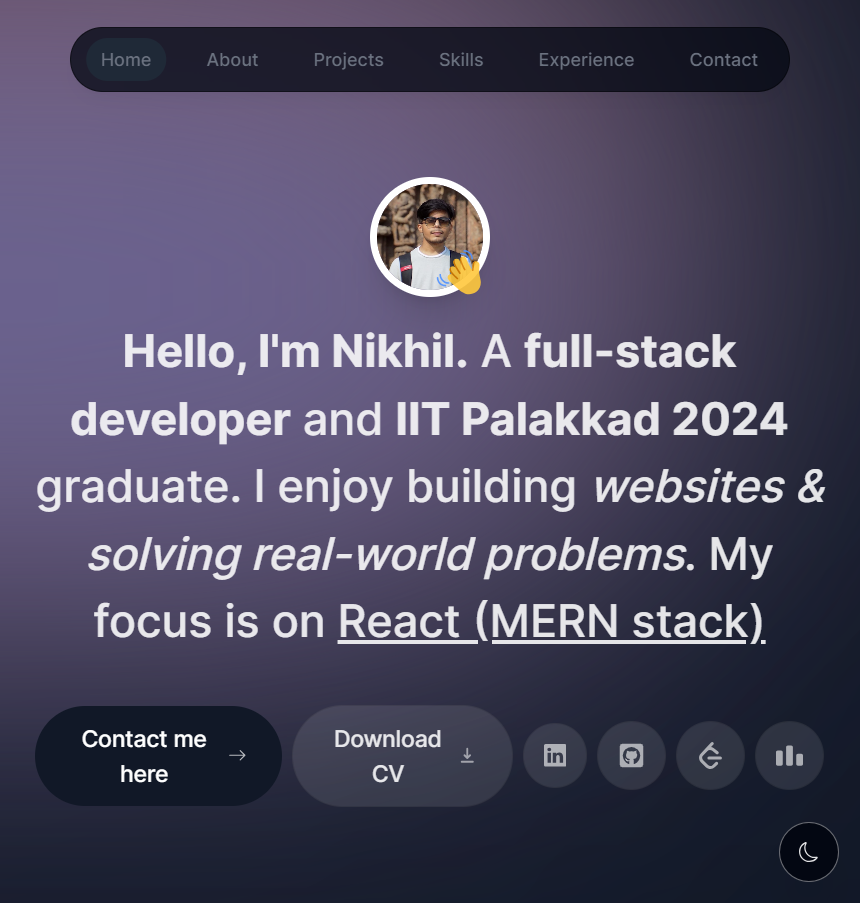 Home About Projects Skills Experience Contact
Hello, I'm Nikhil. A full-stack
developer and IIT Palakkad 2024
graduate. I enjoy building websites &
solving real-world problems. My
focus is on React (MERN stack)
Contact me
here
Download
CV
in